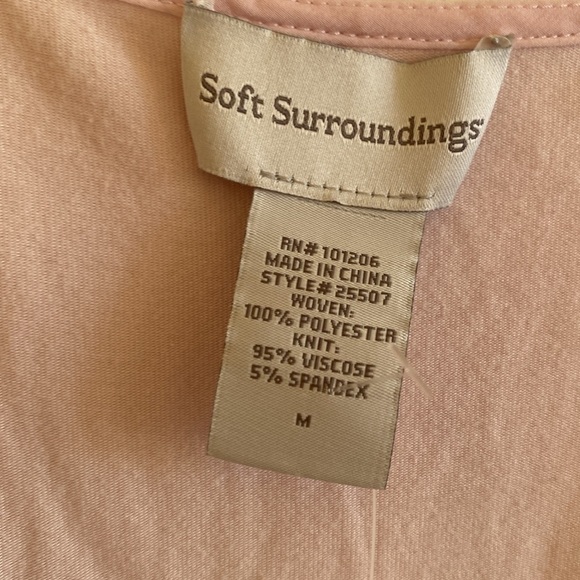 Soft Surroundings
RN# 101206
MADE IN CHINA
STYLE# 25507
WOVEN:
100% POLYESTER
KNIT:
95% VISCOSE
5% SPANDEX
M